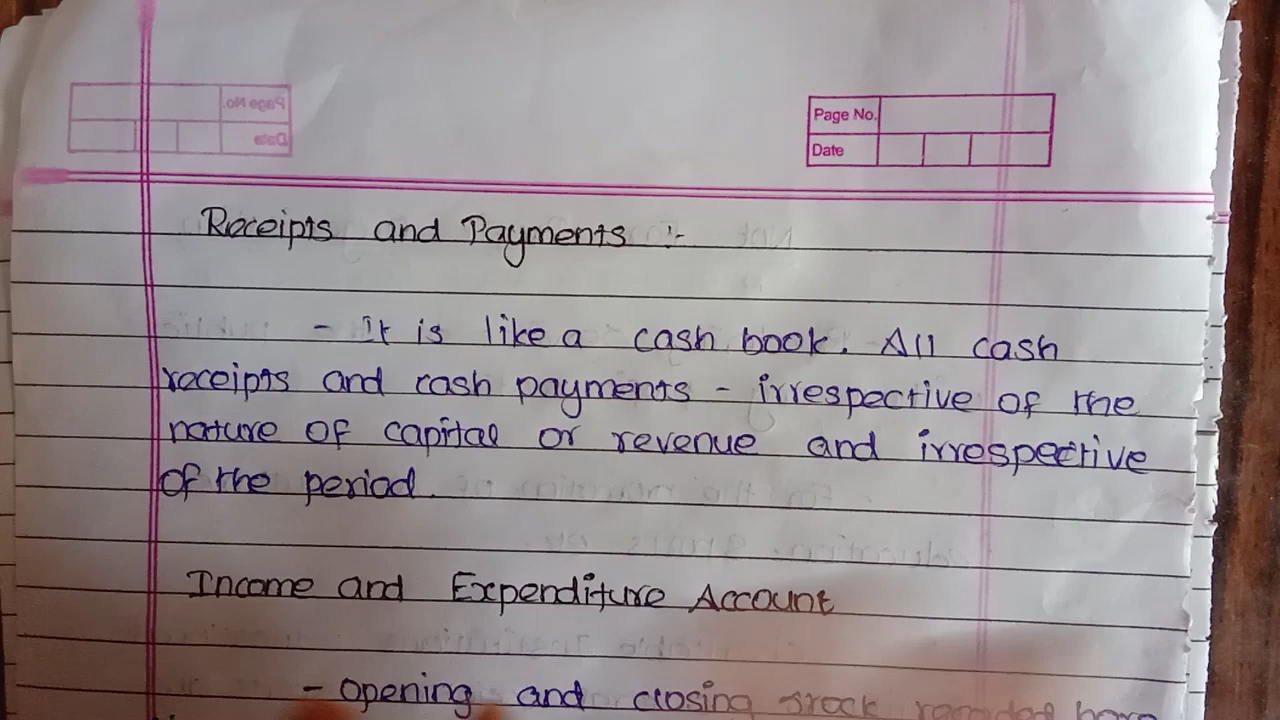 Page No.
Date
Receipts and Payments :-
- It is like a cash book. All cash
receipts and cash payments - irrespective of the
nature of capital or revenue and irrespective
of the period.
Income and Expenditure Account
- Opening and closing stock